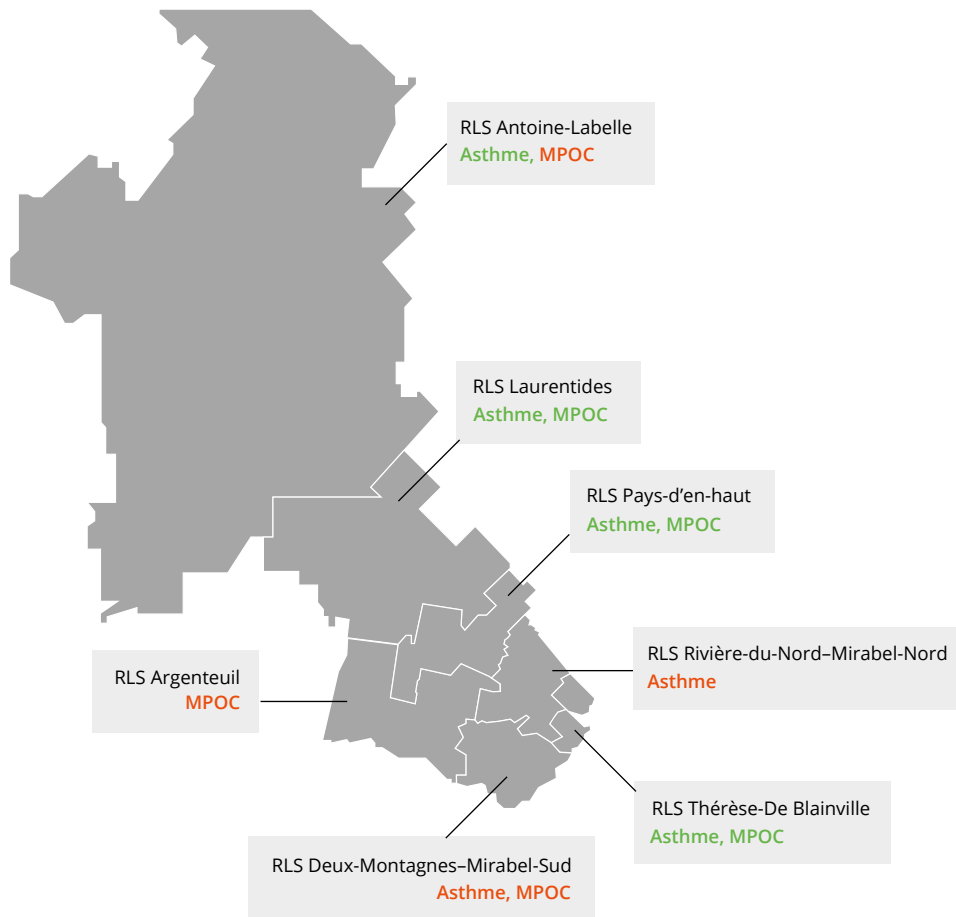 RLS Antoine-Labelle
Asthme, MPOC
RLS Laurentides
Asthme, MPOC
RLS Pays-d'en-haut
Asthme, MPOC
RLS Rivière-du-Nord–Mirabel-Nord
Asthme
RLS Argenteuil
MPOC
RLS Thérèse-De Blainville
Asthme, MPOC
RLS Deux-Montagnes–Mirabel-Sud
Asthme, MPOC